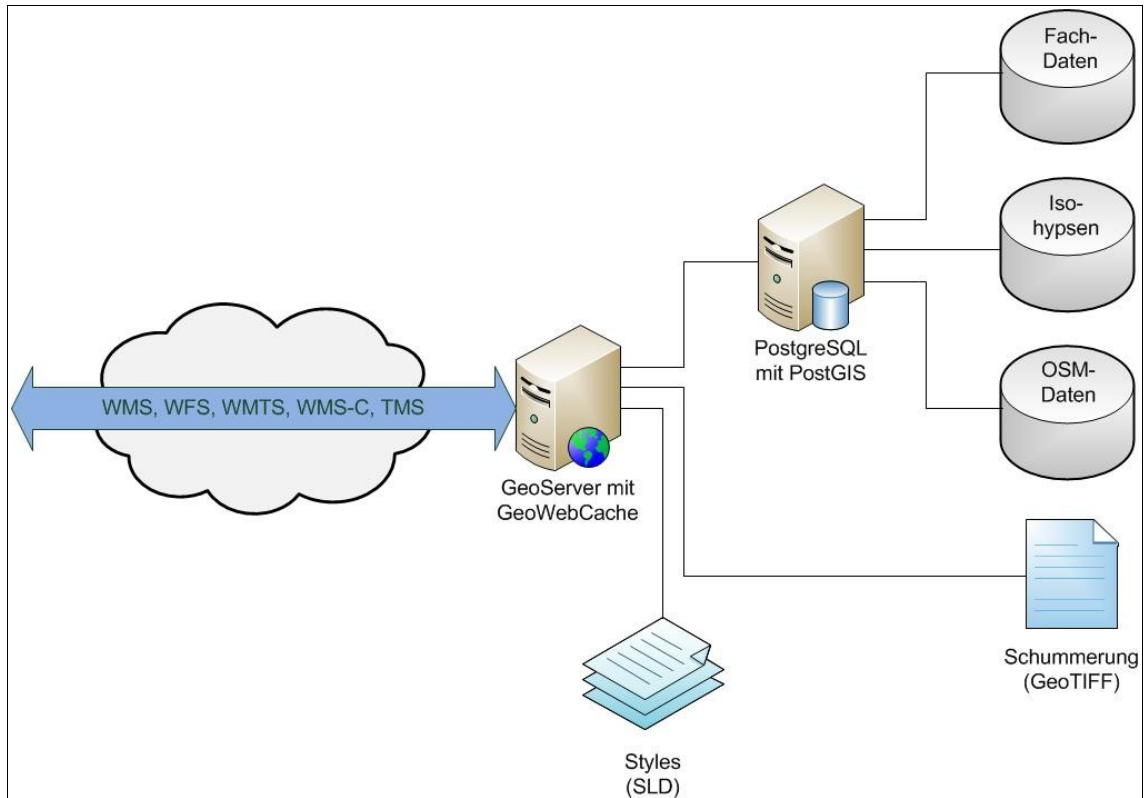 Fach-
Daten
Iso-
hypsen
PostgreSQL
mit PostGIS
OSM-
Daten
WMS, WFS, WMTS, WMS-C, TMS
GeoServer mit
GeoWebCache
Schummerung
(GeoTIFF)
Styles
(SLD)